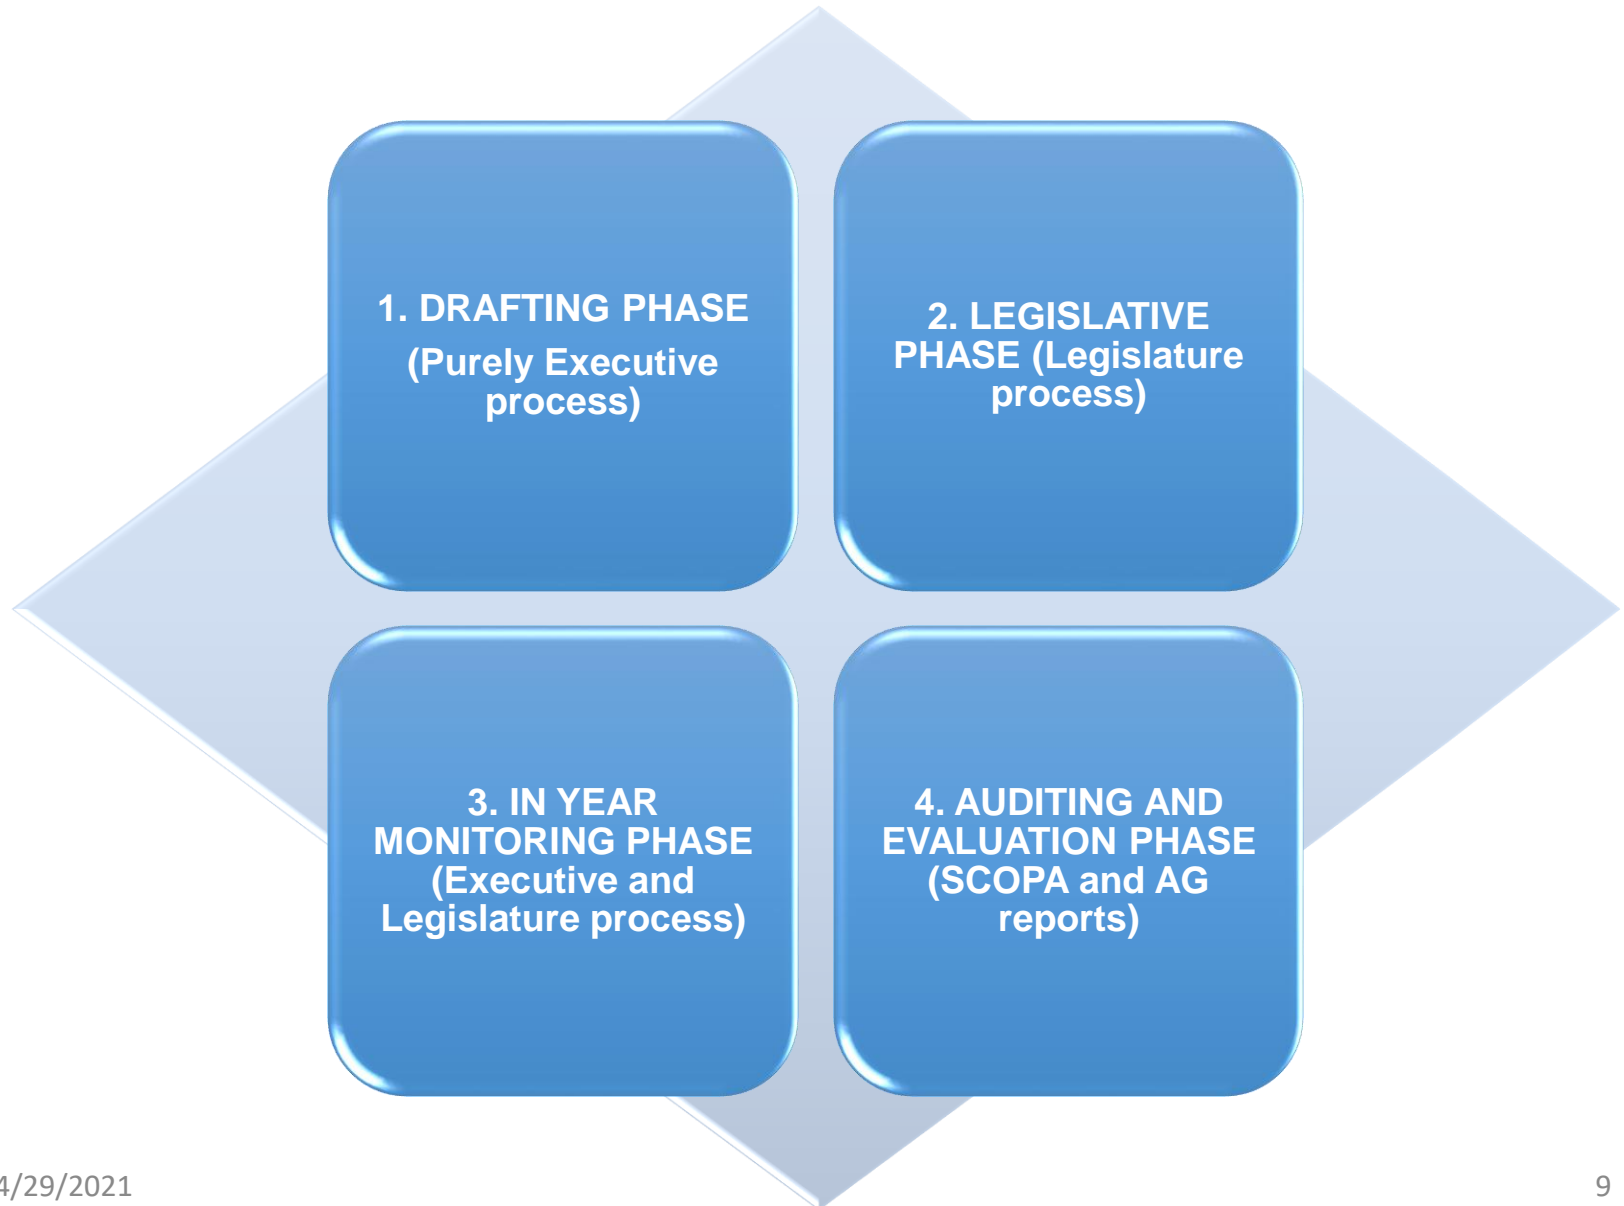 1. DRAFTING PHASE
(Purely Executive
process)
2. LEGISLATIVE
PHASE (Legislature
process)
3. IN YEAR
MONITORING PHASE
(Executive and
Legislature process)
4. AUDITING AND
EVALUATION PHASE
(SCOPA and AG
reports)
4/29/2021
9